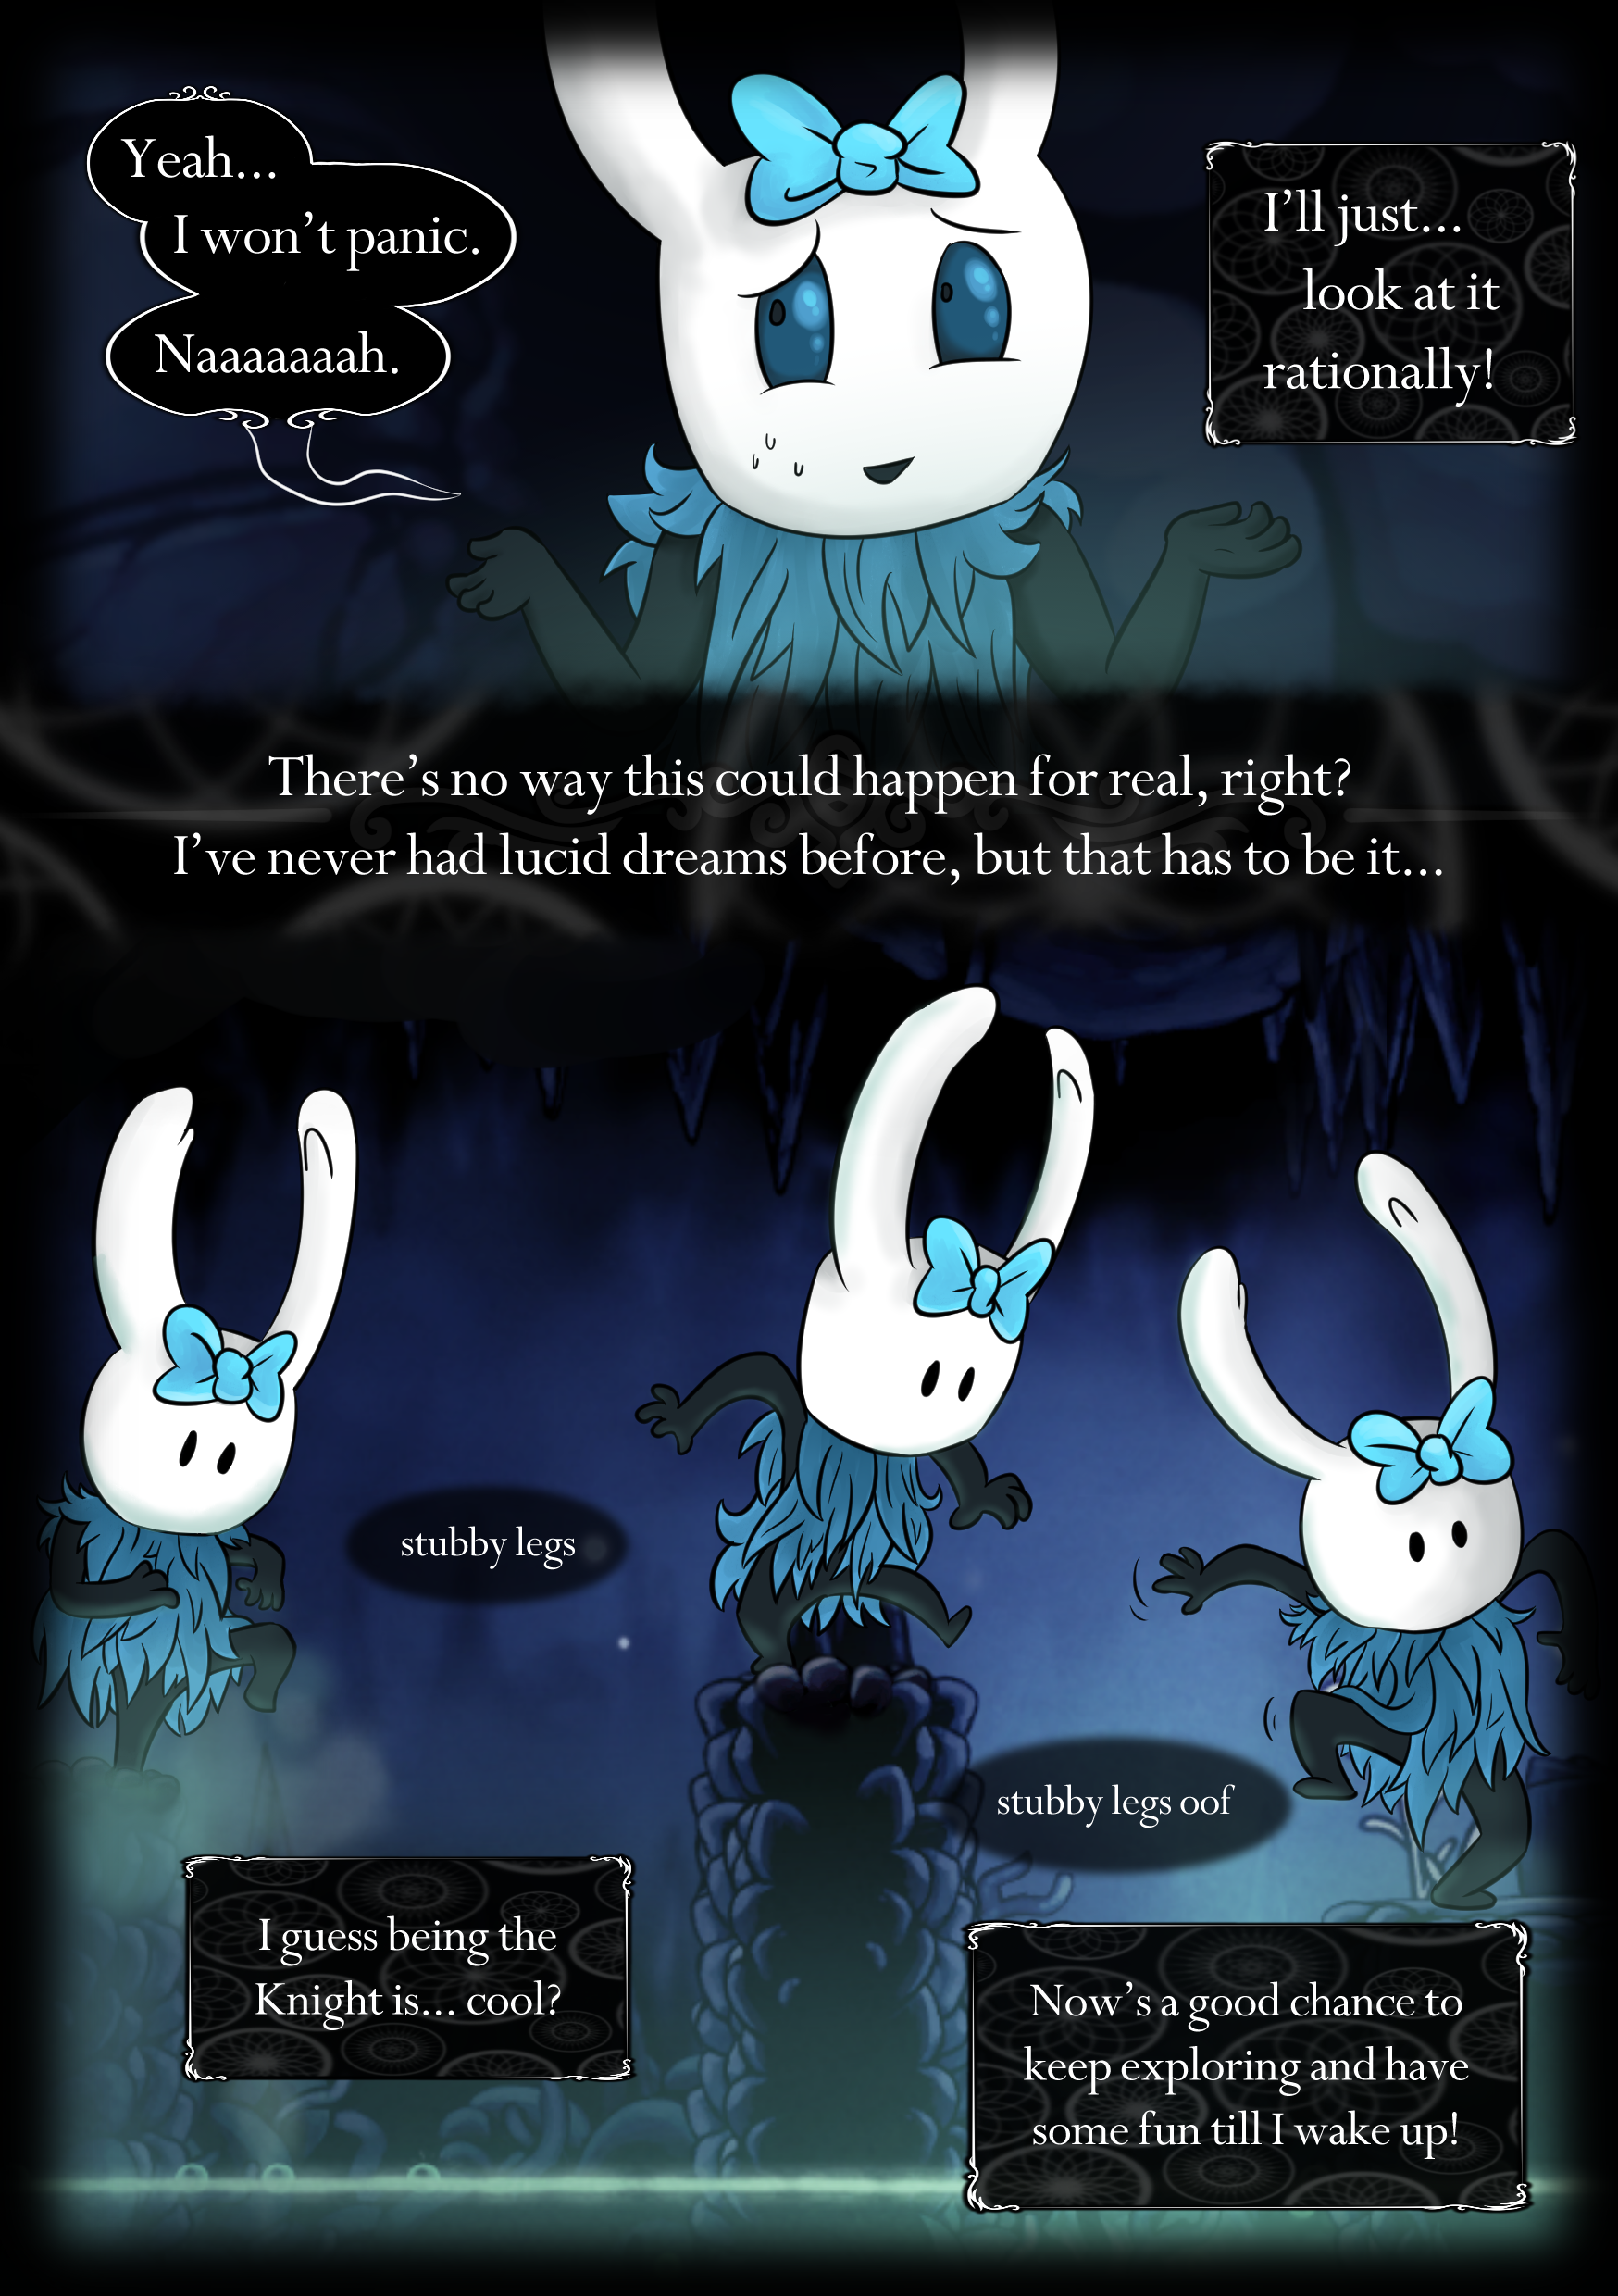 Yeah...
I won't panic.
Naaaaaaah.
I'll just...
look at it
rationally!
There's no way this could happen for real, right?
I've never had lucid dreams before, but that has to be it...
stubby legs
stubby legs oof
I guess being the
Knight is... cool?
Now's a good chance to
keep exploring and have
some fun till I wake up!